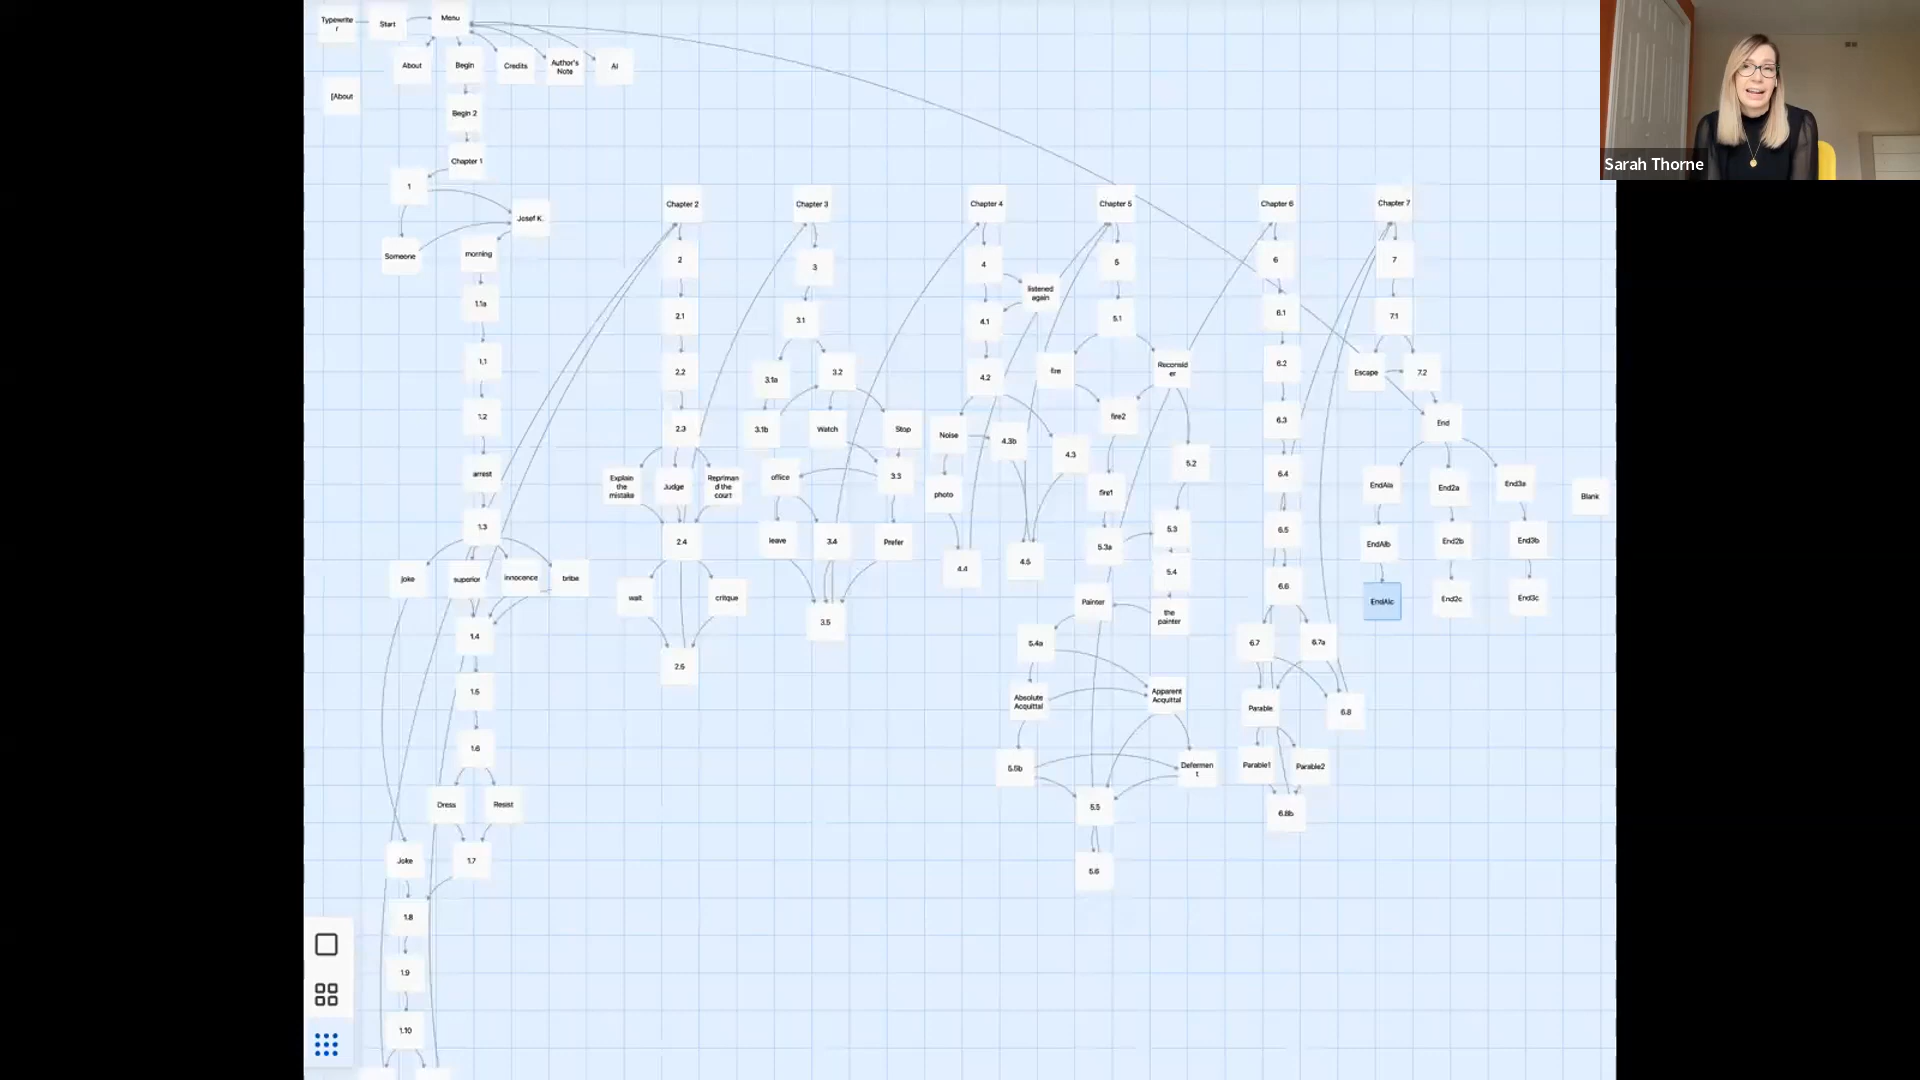 Typewrite
r
Start
Menu
About
Begin
Credits
Author's
Note
AI
[About
Begin 2
Chapter 1
1
Josef K.
Someone
morning
1.1a
1.1
1.2
arrest
1.3
joke
superior
innocence
bribe
1.4
1.5
1.6
Dress
Resist
Joke
1.7
1.8
1.9
1.10
Chapter 2
2
2.1
2.2
2.3
Explain
the
mistake
Judge
Repriman
d the
court
2.4
wait
critque
2.5
Chapter 3
3
3.1
3.1a
3.2
3.1b
Watch
Stop
office
3.3
leave
3.4
Prefer
3.5
Chapter 4
4
listened
again
4.1
4.2
Noise
4.3b
4.3
photo
4.4
4.5
Chapter 5
5
5.1
fire
Reconsid
er
fire2
5.2
fire1
5.3
5.3a
5.4
Painter
the
painter
5.4a
Absolute
Acquittal
Apparent
Acquittal
5.5b
Defermen
t
5.5
5.6
Chapter 6
6
6.1
6.2
6.3
6.4
6.5
6.6
6.7
6.7a
Parable
6.8
Parable1
Parable2
6.8b
Chapter 7
7
7.1
Escape
7.2
End
EndAIa
End2a
End3a
EndAIb
End2b
End3b
EndAIc
End2c
End3c
Blank
Sarah Thorne